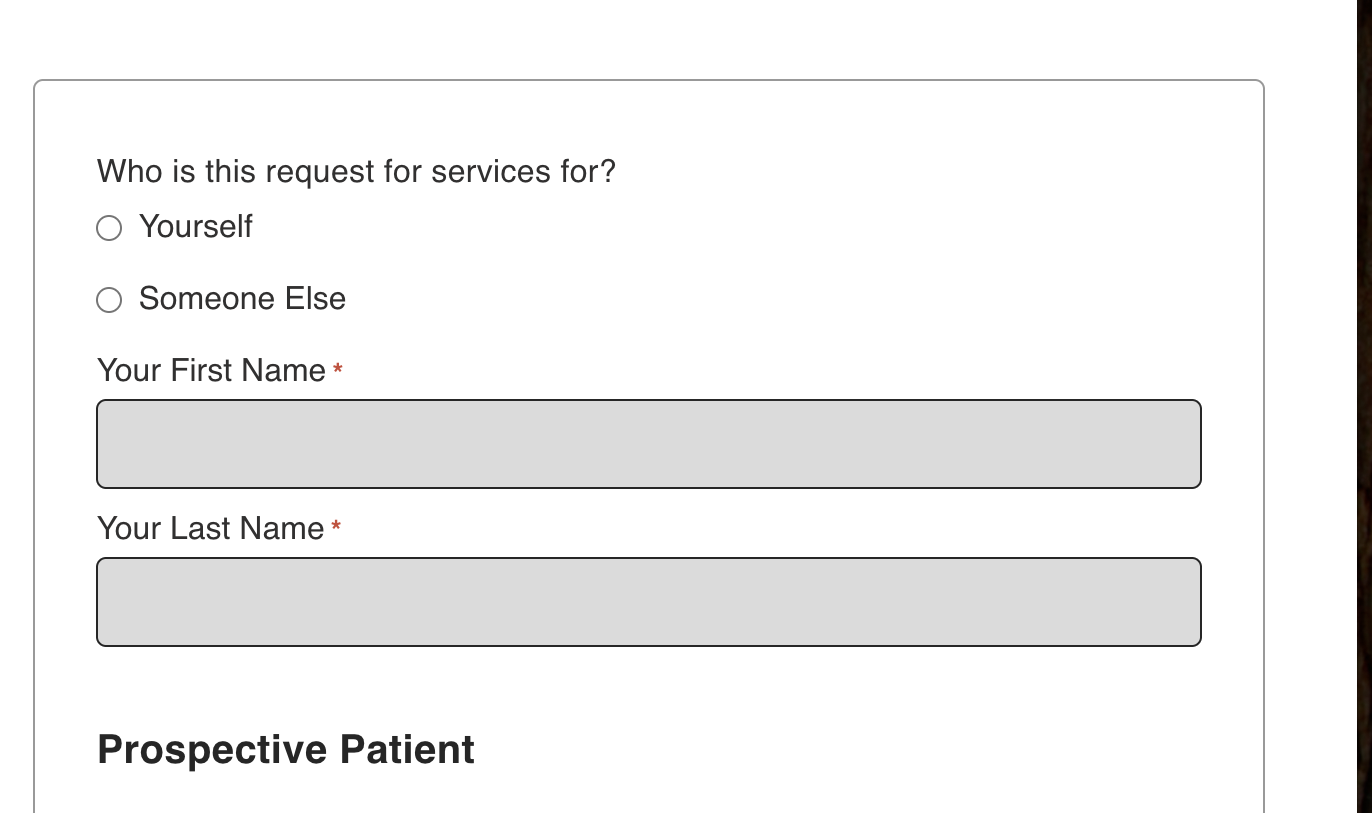 Who is this request for services for?
Yourself
Someone Else
Your First Name *
Your Last Name *
Prospective Patient